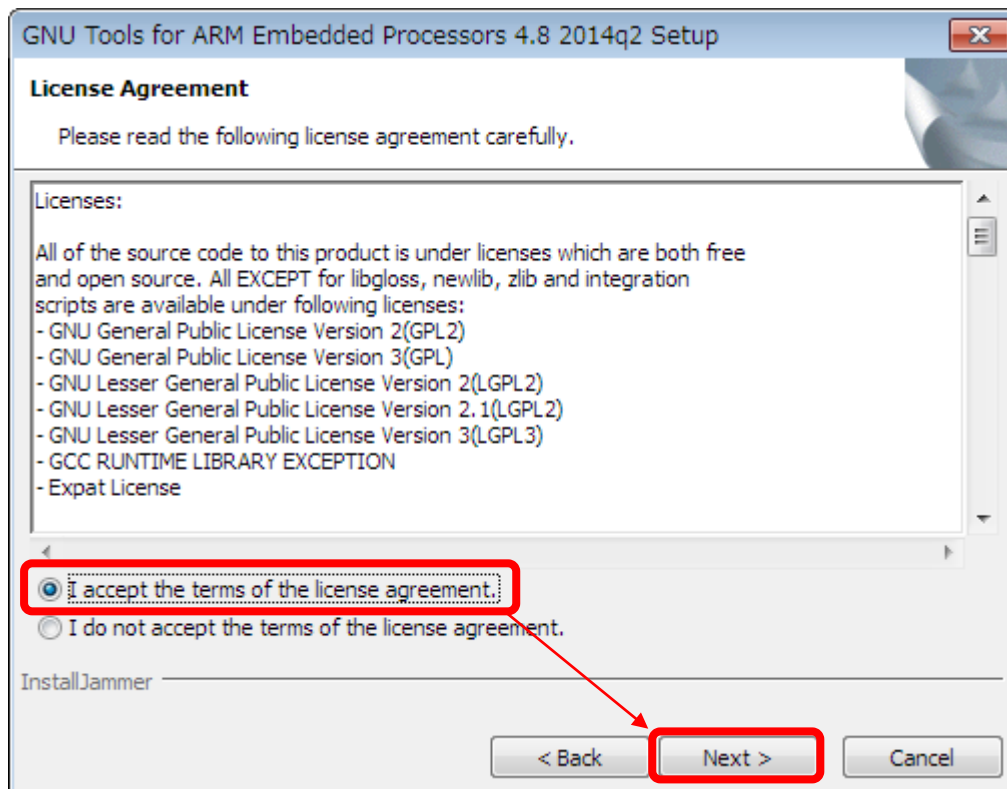 GNU Tools for ARM Embedded Processors 4.8 2014q2 Setup
License Agreement
Please read the following license agreement carefully.
Licenses:
All of the source code to this product is under licenses which are both free
and open source. All EXCEPT for libgloss, newlib, zlib and integration
scripts are available under following licenses:
- GNU General Public License Version 2(GPL2)
- GNU General Public License Version 3(GPL)
- GNU Lesser General Public License Version 2(LGPL2)
- GNU Lesser General Public License Version 2.1(LGPL2)
- GNU Lesser General Public License Version 3(LGPL3)
- GCC RUNTIME LIBRARY EXCEPTION
- Expat License
I accept the terms of the license agreement.
I do not accept the terms of the license agreement.
InstallJammer
< Back Next > Cancel